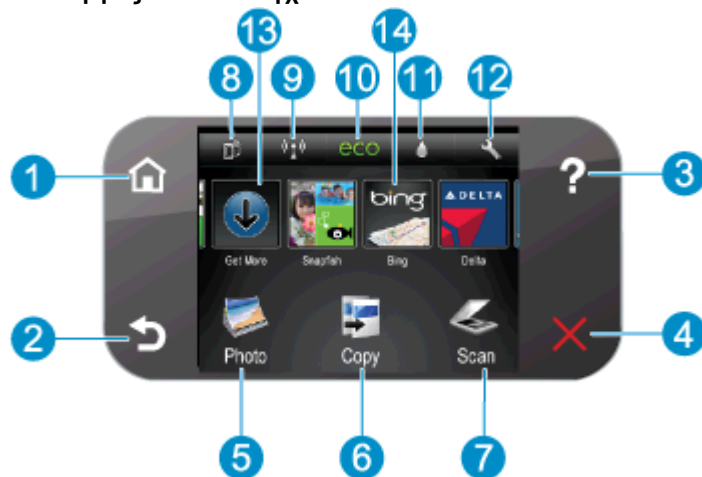 13 14
8 9 10 11 12
eco
1 ? 3
bing DELTA
Get More Snapfish Bing Delta
2 4
Photo Copy Scan
5 6 7